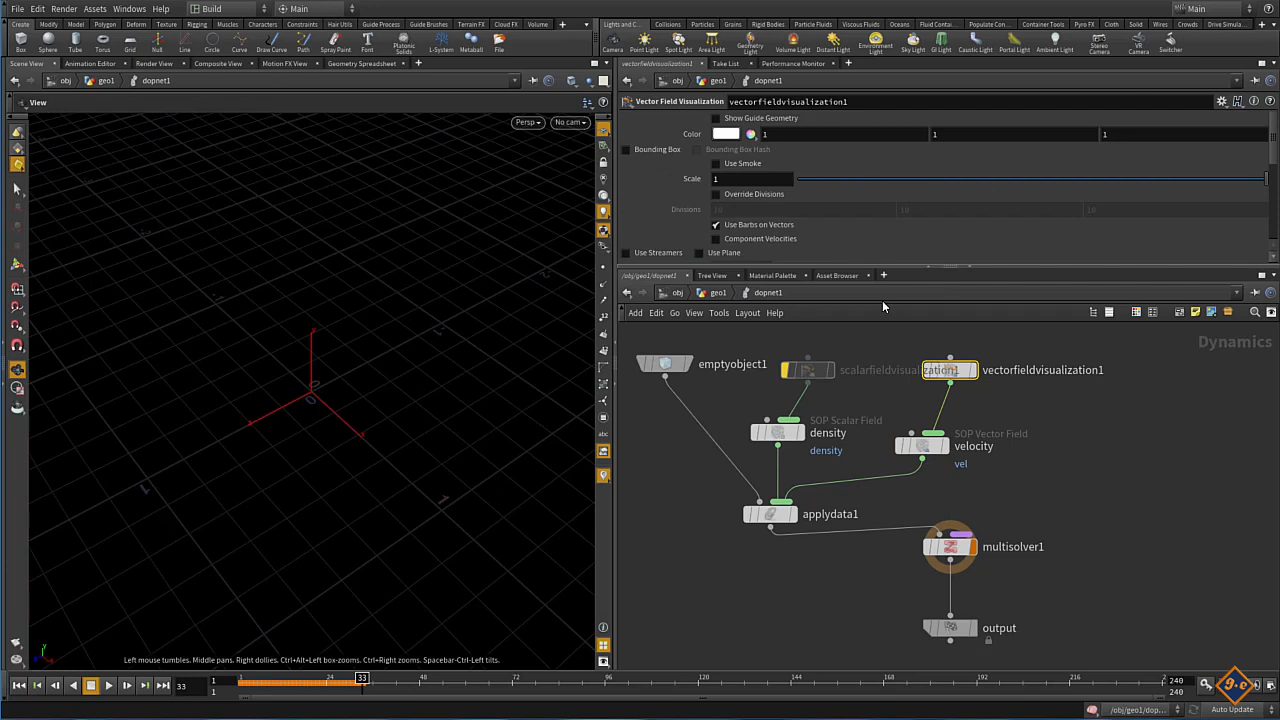 File Edit Render Assets Windows Help Build Main Main
Create Modify Model Polygon Deform Texture Rigging Muscles Characters Constraints Hair Utils Guide Process Guide Brushes Terrain FX Cloud FX Volume
Lights and C... Collisions Particles Grains Rigid Bodies Particle Fluids Viscous Fluids Oceans Fluid Contai... Populate Con... Container Tools Pyro FX Cloth Solid Wires Crowds Drive Simula...
Box Sphere Tube Torus Grid Null Line Circle Curve Draw Curve Path Spray Paint Font Platonic Solids L-System Metaball File
Camera Point Light Spot Light Area Light Geometry Light Volume Light Distant Light Environment Light Sky Light GI Light Caustic Light Portal Light Ambient Light Stereo Camera VR Camera Switcher
Scene View Animation Editor Render View Composite View Motion FX View Geometry Spreadsheet
vectorfieldvisualization1 Take List Performance Monitor
obj geo1 dopnet1
obj geo1 dopnet1
View
Vector Field Visualization vectorfieldvisualization1
Persp No cam
Show Guide Geometry
Color 1 1 1
Bounding Box Bounding Box Hash
Use Smoke
Scale 1
Override Divisions
Divisions 10 10 10
Use Barbs on Vectors
Component Velocities
Use Streamers Use Plane
/obj/geo1/dopnet1 Tree View Material Palette Asset Browser
obj geo1 dopnet1
Add Edit Go View Tools Layout Help
Dynamics
emptyobject1 scalarfieldvisualization1 vectorfieldvisualization1
SOP Scalar Field
density
density
SOP Vector Field
velocity
vel
applydata1
multisolver1
output
abc
Left mouse tumbles. Middle pans. Right dollies. Ctrl+Alt+Left box-zooms. Ctrl+Right zooms. Spacebar-Ctrl-Left tilts.
33 1 1 24 33 48 72 96 120 144 168 192 216 240 240
g·e
/obj/geo1/dop... Auto Update